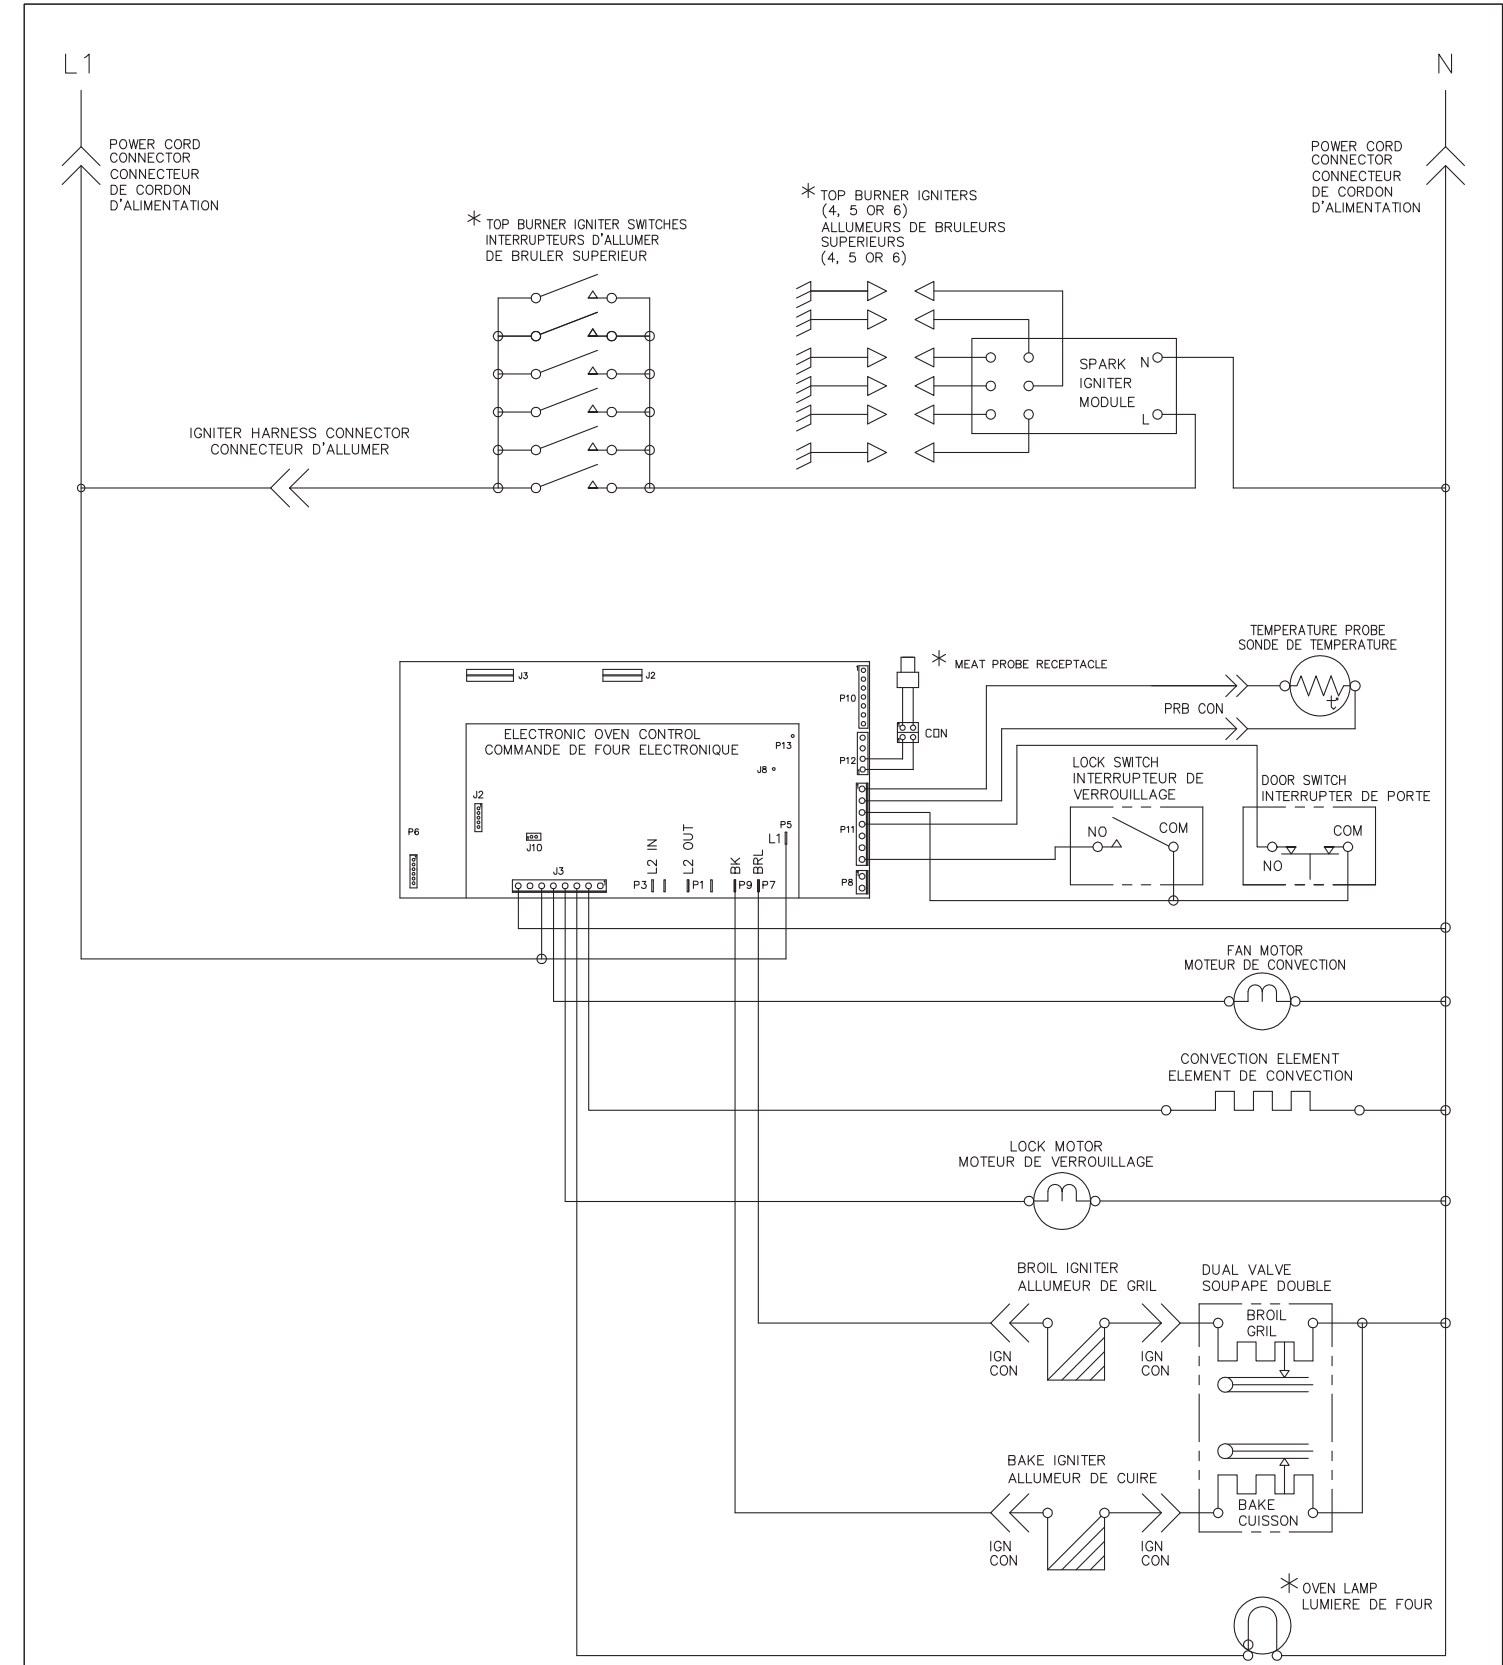 L1
N
POWER CORD
CONNECTOR
CONNECTEUR
DE CORDON
D'ALIMENTATION
POWER CORD
CONNECTOR
CONNECTEUR
DE CORDON
D'ALIMENTATION
* TOP BURNER IGNITER SWITCHES
INTERRUPTEURS D'ALLUMER
DE BRULER SUPERIEUR
* TOP BURNER IGNITERS
(4, 5 OR 6)
ALLUMEURS DE BRULEURS
SUPERIEURS
(4, 5 OR 6)
SPARK
IGNITER
MODULE
N
L
IGNITER HARNESS CONNECTOR
CONNECTEUR D'ALLUMER
TEMPERATURE PROBE
SONDE DE TEMPERATURE
t°
PRB CON
* MEAT PROBE RECEPTACLE
CON
J3
J2
P10
ELECTRONIC OVEN CONTROL
COMMANDE DE FOUR ELECTRONIQUE
P13
P12
J8
J2
P6
J10
J3
P5
L1
P11
L2 IN
L2 OUT
BK
BRL
P3
P1
P9
P7
P8
LOCK SWITCH
INTERRUPTEUR DE
VERROUILLAGE
NO
COM
DOOR SWITCH
INTERRUPTER DE PORTE
COM
NO
FAN MOTOR
MOTEUR DE CONVECTION
CONVECTION ELEMENT
ELEMENT DE CONVECTION
LOCK MOTOR
MOTEUR DE VERROUILLAGE
BROIL IGNITER
ALLUMEUR DE GRIL
IGN
CON
IGN
CON
DUAL VALVE
SOUPAPE DOUBLE
BROIL
GRIL
BAKE IGNITER
ALLUMEUR DE CUIRE
IGN
CON
IGN
CON
BAKE
CUISSON
* OVEN LAMP
LUMIERE DE FOUR